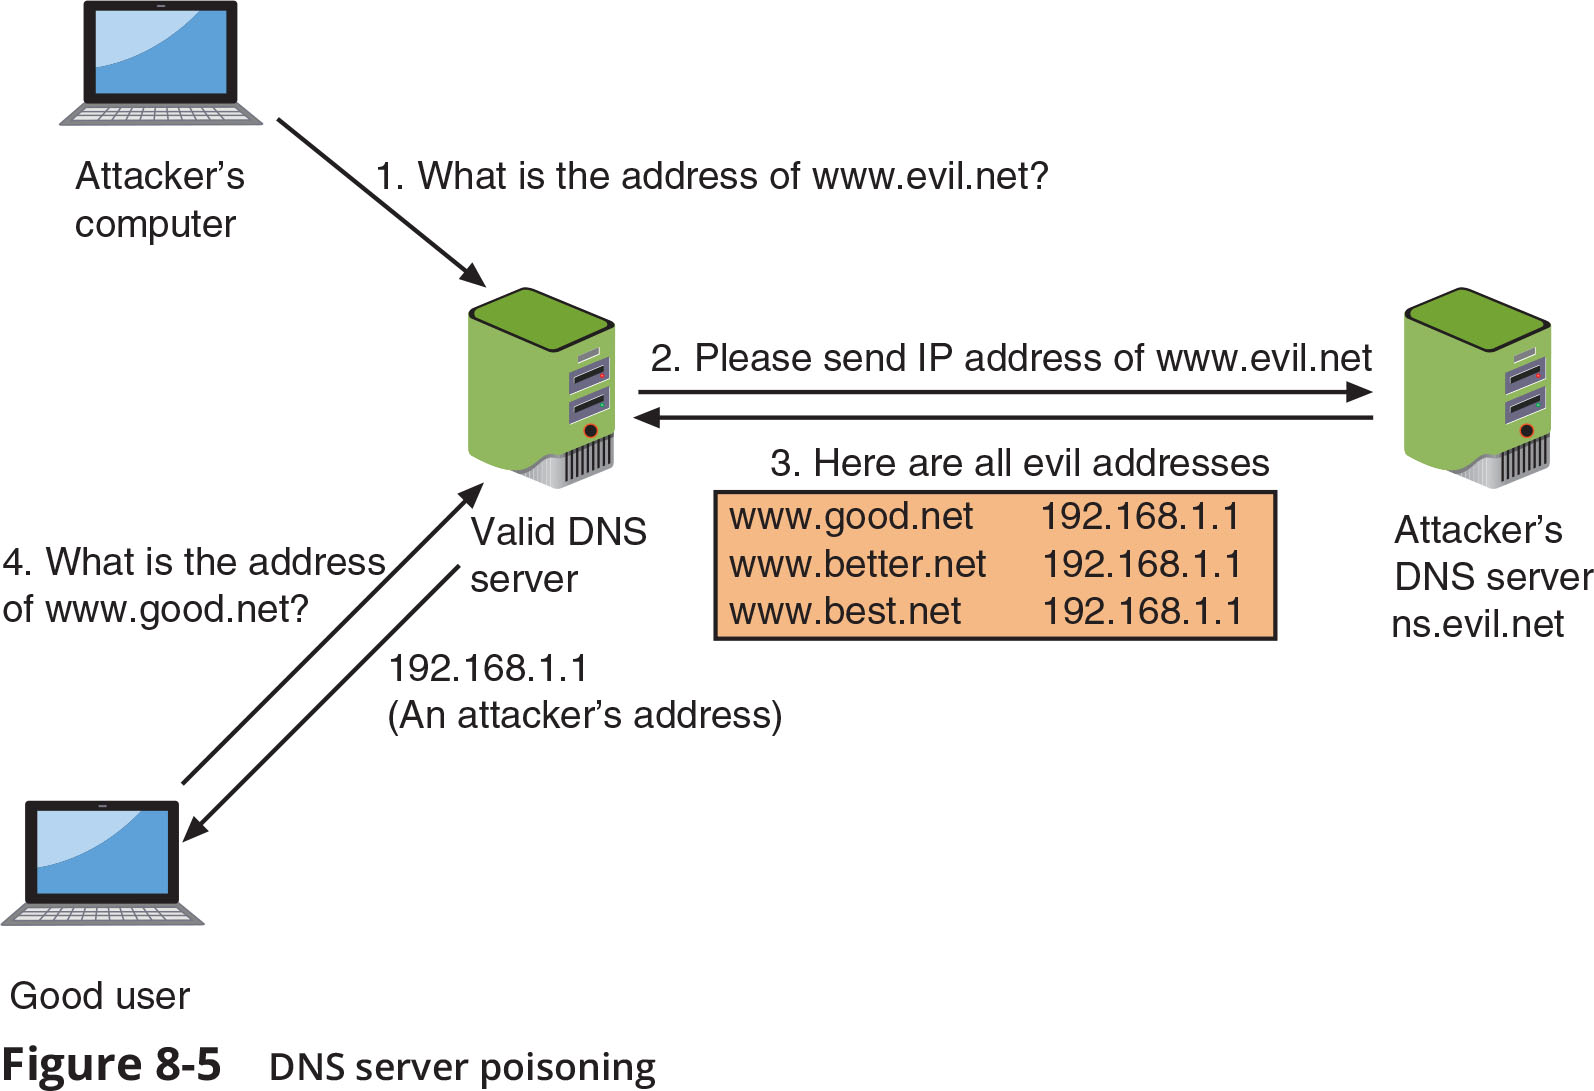 Attacker’s
computer
1. What is the address of www.evil.net?
2. Please send IP address of www.evil.net
3. Here are all evil addresses
www.good.net 192.168.1.1
www.better.net 192.168.1.1
www.best.net 192.168.1.1
Valid DNS
server
Attacker’s
DNS server
ns.evil.net
4. What is the address
of www.good.net?
192.168.1.1
(An attacker’s address)
Good user
Figure 8-5 DNS server poisoning